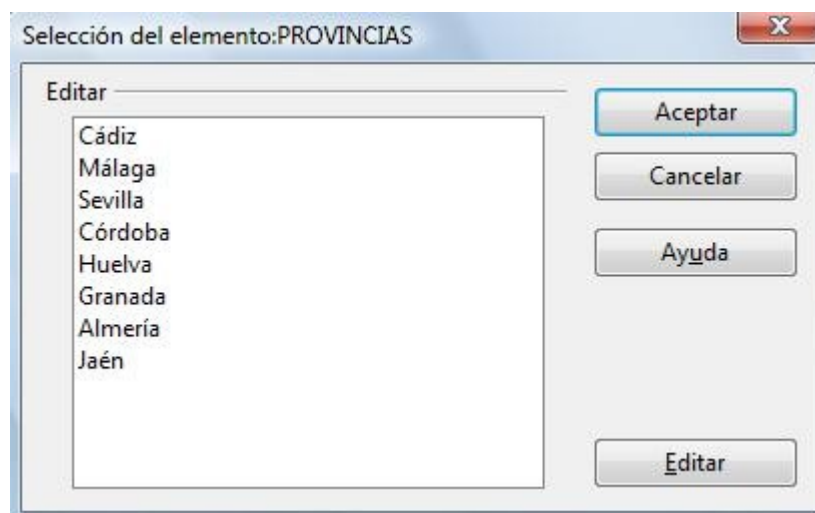 Selección del elemento:PROVINCIAS
Editar
Cádiz
Málaga
Sevilla
Córdoba
Huelva
Granada
Almería
Jaén
Aceptar
Cancelar
Ayuda
Editar